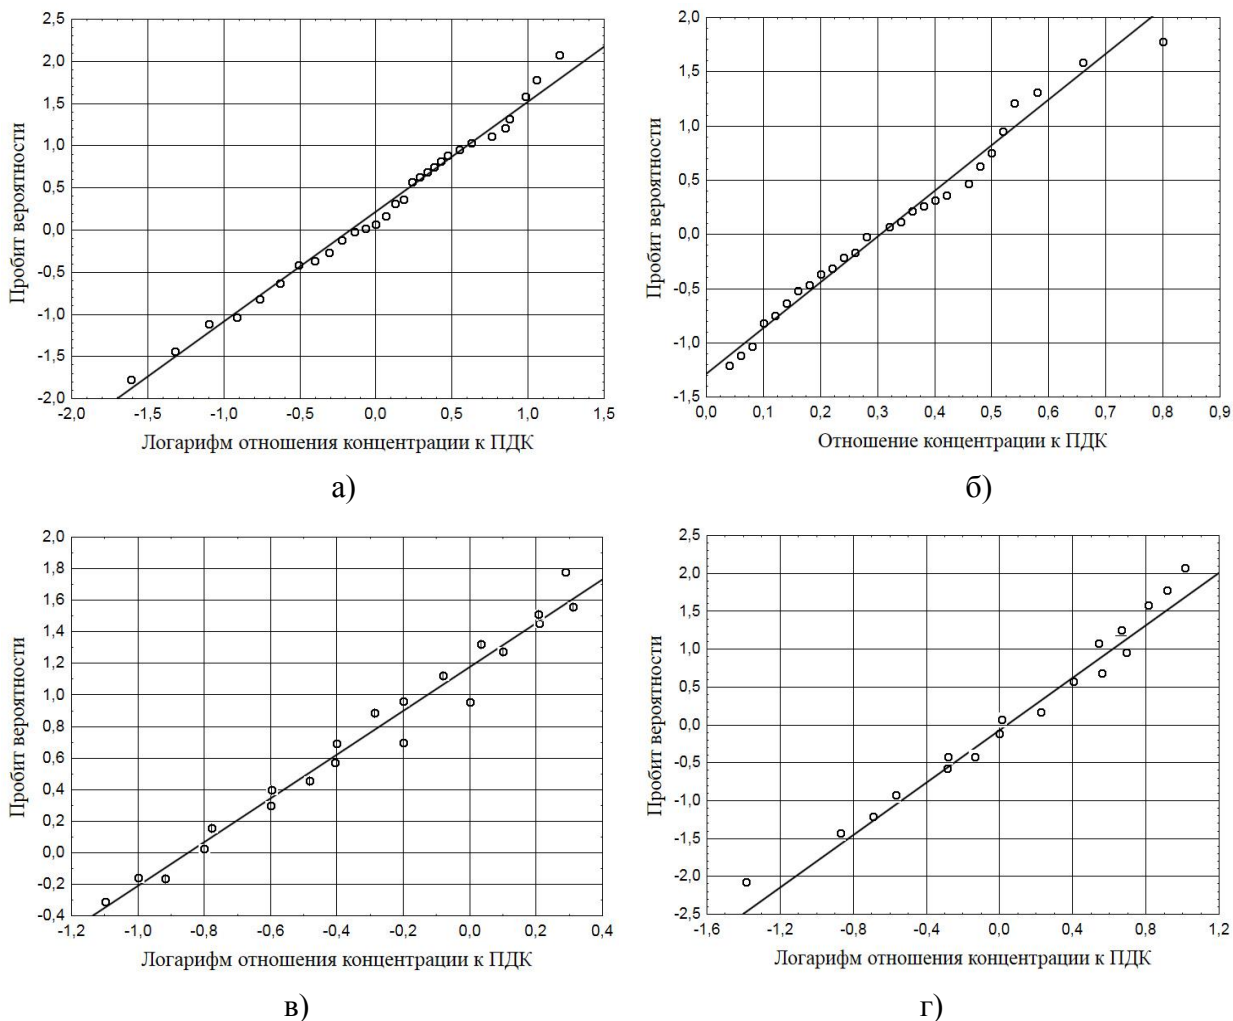 2,5
2,0
1,5
1,0
0,5
0,0
-0,5
-1,0
-1,5
-2,0
-2,0 -1,5 -1,0 -0,5 0,0 0,5 1,0 1,5
Пробит вероятности
Логарифм отношения концентрации к ПДК
а)
2,0
1,5
1,0
0,5
0,0
-0,5
-1,0
-1,5
0,0 0,1 0,2 0,3 0,4 0,5 0,6 0,7 0,8 0,9
Пробит вероятности
Отношение концентрации к ПДК
б)
2,0
1,8
1,6
1,4
1,2
1,0
0,8
0,6
0,4
0,2
0,0
-0,2
-0,4
-1,2 -1,0 -0,8 -0,6 -0,4 -0,2 0,0 0,2 0,4
Пробит вероятности
Логарифм отношения концентрации к ПДК
в)
2,5
2,0
1,5
1,0
0,5
0,0
-0,5
-1,0
-1,5
-2,0
-2,5
-1,6 -1,2 -0,8 -0,4 0,0 0,4 0,8 1,2
Пробит вероятности
Логарифм отношения концентрации к ПДК
г)